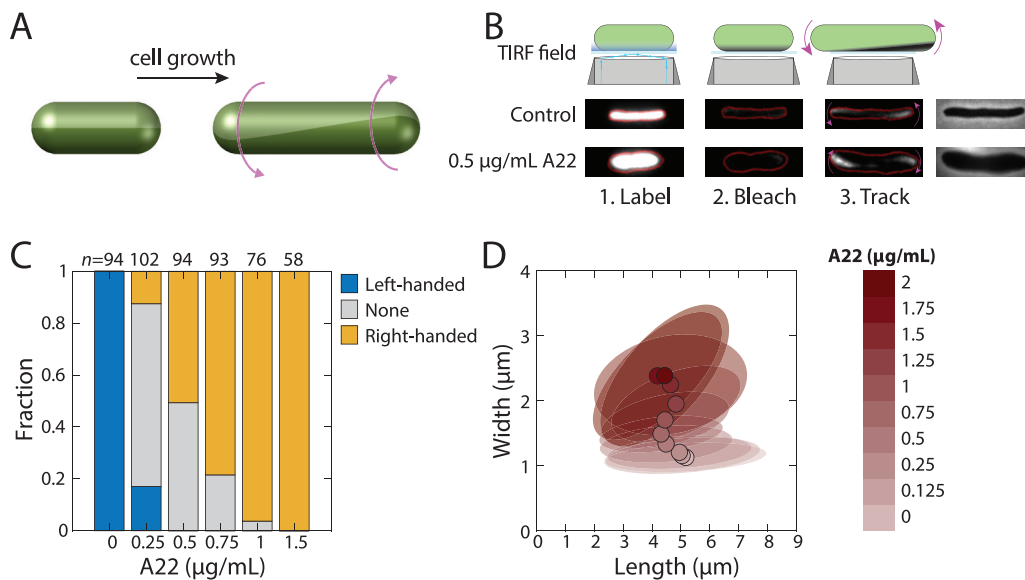 A
cell growth
B
TIRF field
Control
0.5 μg/mL A22
1. Label
2. Bleach
3. Track
C
n=94 102 94 93 76 58
1
0.8
0.6
0.4
0.2
0
Fraction
0 0.25 0.5 0.75 1 1.5
A22 (μg/mL)
Left-handed
None
Right-handed
D
4
3
2
1
0
Width (μm)
0 1 2 3 4 5 6 7 8 9
Length (μm)
A22 (μg/mL)
2
1.75
1.5
1.25
1
0.75
0.5
0.25
0.125
0